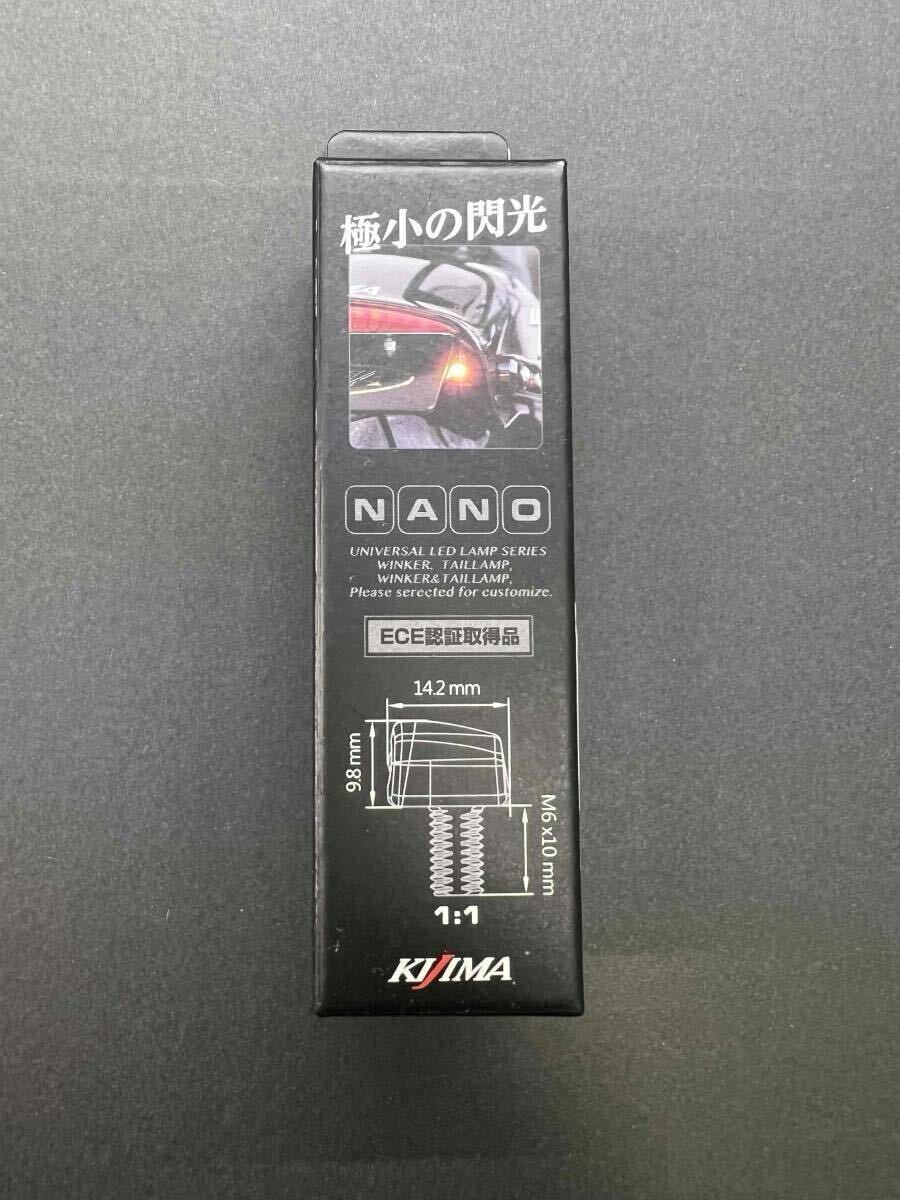 極小の閃光
NANO
UNIVERSAL LED LAMP SERIES
WINKER, TAILLAMP,
WINKER&TAILLAMP,
Please serected for customize.
ECE認証取得品
14.2 mm
9.8 mm
M6 x10 mm
1:1
KIJIMA